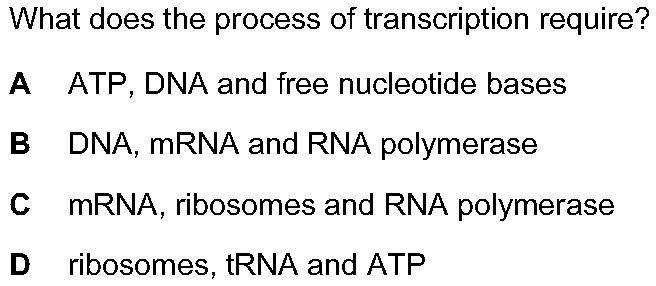 What does the process of transcription require?
A ATP, DNA and free nucleotide bases
B DNA, mRNA and RNA polymerase
C mRNA, ribosomes and RNA polymerase
D ribosomes, tRNA and ATP